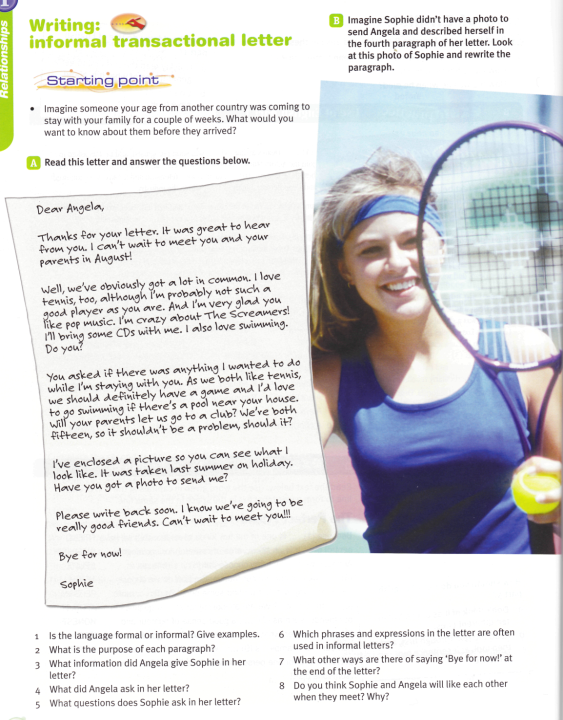 1
Relationships
Writing:
informal transactional letter
Starting point
• Imagine someone your age from another country was coming to
stay with your family for a couple of weeks. What would you
want to know about them before they arrived?
A Read this letter and answer the questions below.
Dear Angela,
Thanks for your letter. It was great to hear
from you. I can't wait to meet you and your
parents in August!
Well, we've obviously got a lot in common. I love
tennis, too, although I'm probably not such a
good player as you are. And I'm very glad you
like pop music. I'm crazy about The Screamers!
I'll bring some CDs with me. I also love swimming.
Do you?
You asked if there was anything I wanted to do
while I'm staying with you. As we both like tennis,
we should definitely have a game and I'd love
to go swimming if there's a pool near your house.
Will your parents let us go to a club? We're both
fifteen, so it shouldn't be a problem, should it?
I've enclosed a picture so you can see what I
look like. It was taken last summer on holiday.
Have you got a photo to send me?
Please write back soon. I know we're going to be
really good friends. Can't wait to meet you!!!
Bye for now!
Sophie
B Imagine Sophie didn't have a photo to
send Angela and described herself in
the fourth paragraph of her letter. Look
at this photo of Sophie and rewrite the
paragraph.
1 Is the language formal or informal? Give examples.
2 What is the purpose of each paragraph?
3 What information did Angela give Sophie in her
letter?
4 What did Angela ask in her letter?
5 What questions does Sophie ask in her letter?
6 Which phrases and expressions in the letter are often
used in informal letters?
7 What other ways are there of saying 'Bye for now!' at
the end of the letter?
8 Do you think Sophie and Angela will like each other
when they meet? Why?